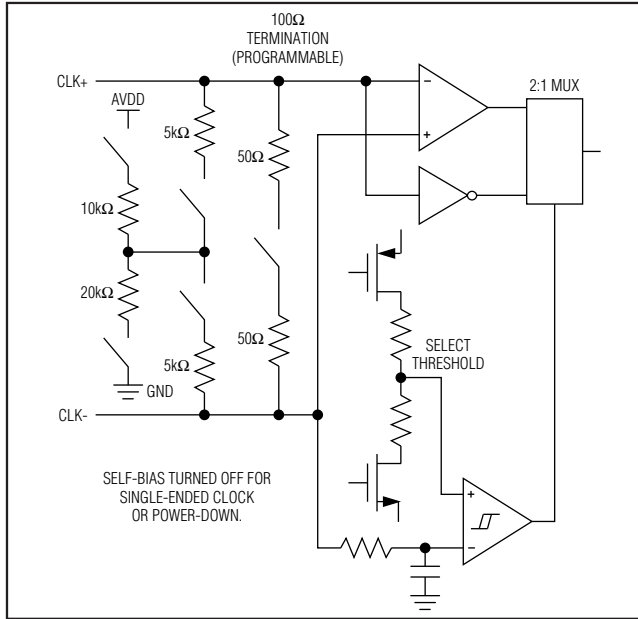 100Ω
TERMINATION
(PROGRAMMABLE)
CLK+
AVDD
2:1 MUX
−
+
5kΩ
50Ω
10kΩ
20kΩ
50Ω
SELECT
THRESHOLD
5kΩ
GND
CLK-
SELF-BIAS TURNED OFF FOR
SINGLE-ENDED CLOCK
OR POWER-DOWN.
+
−